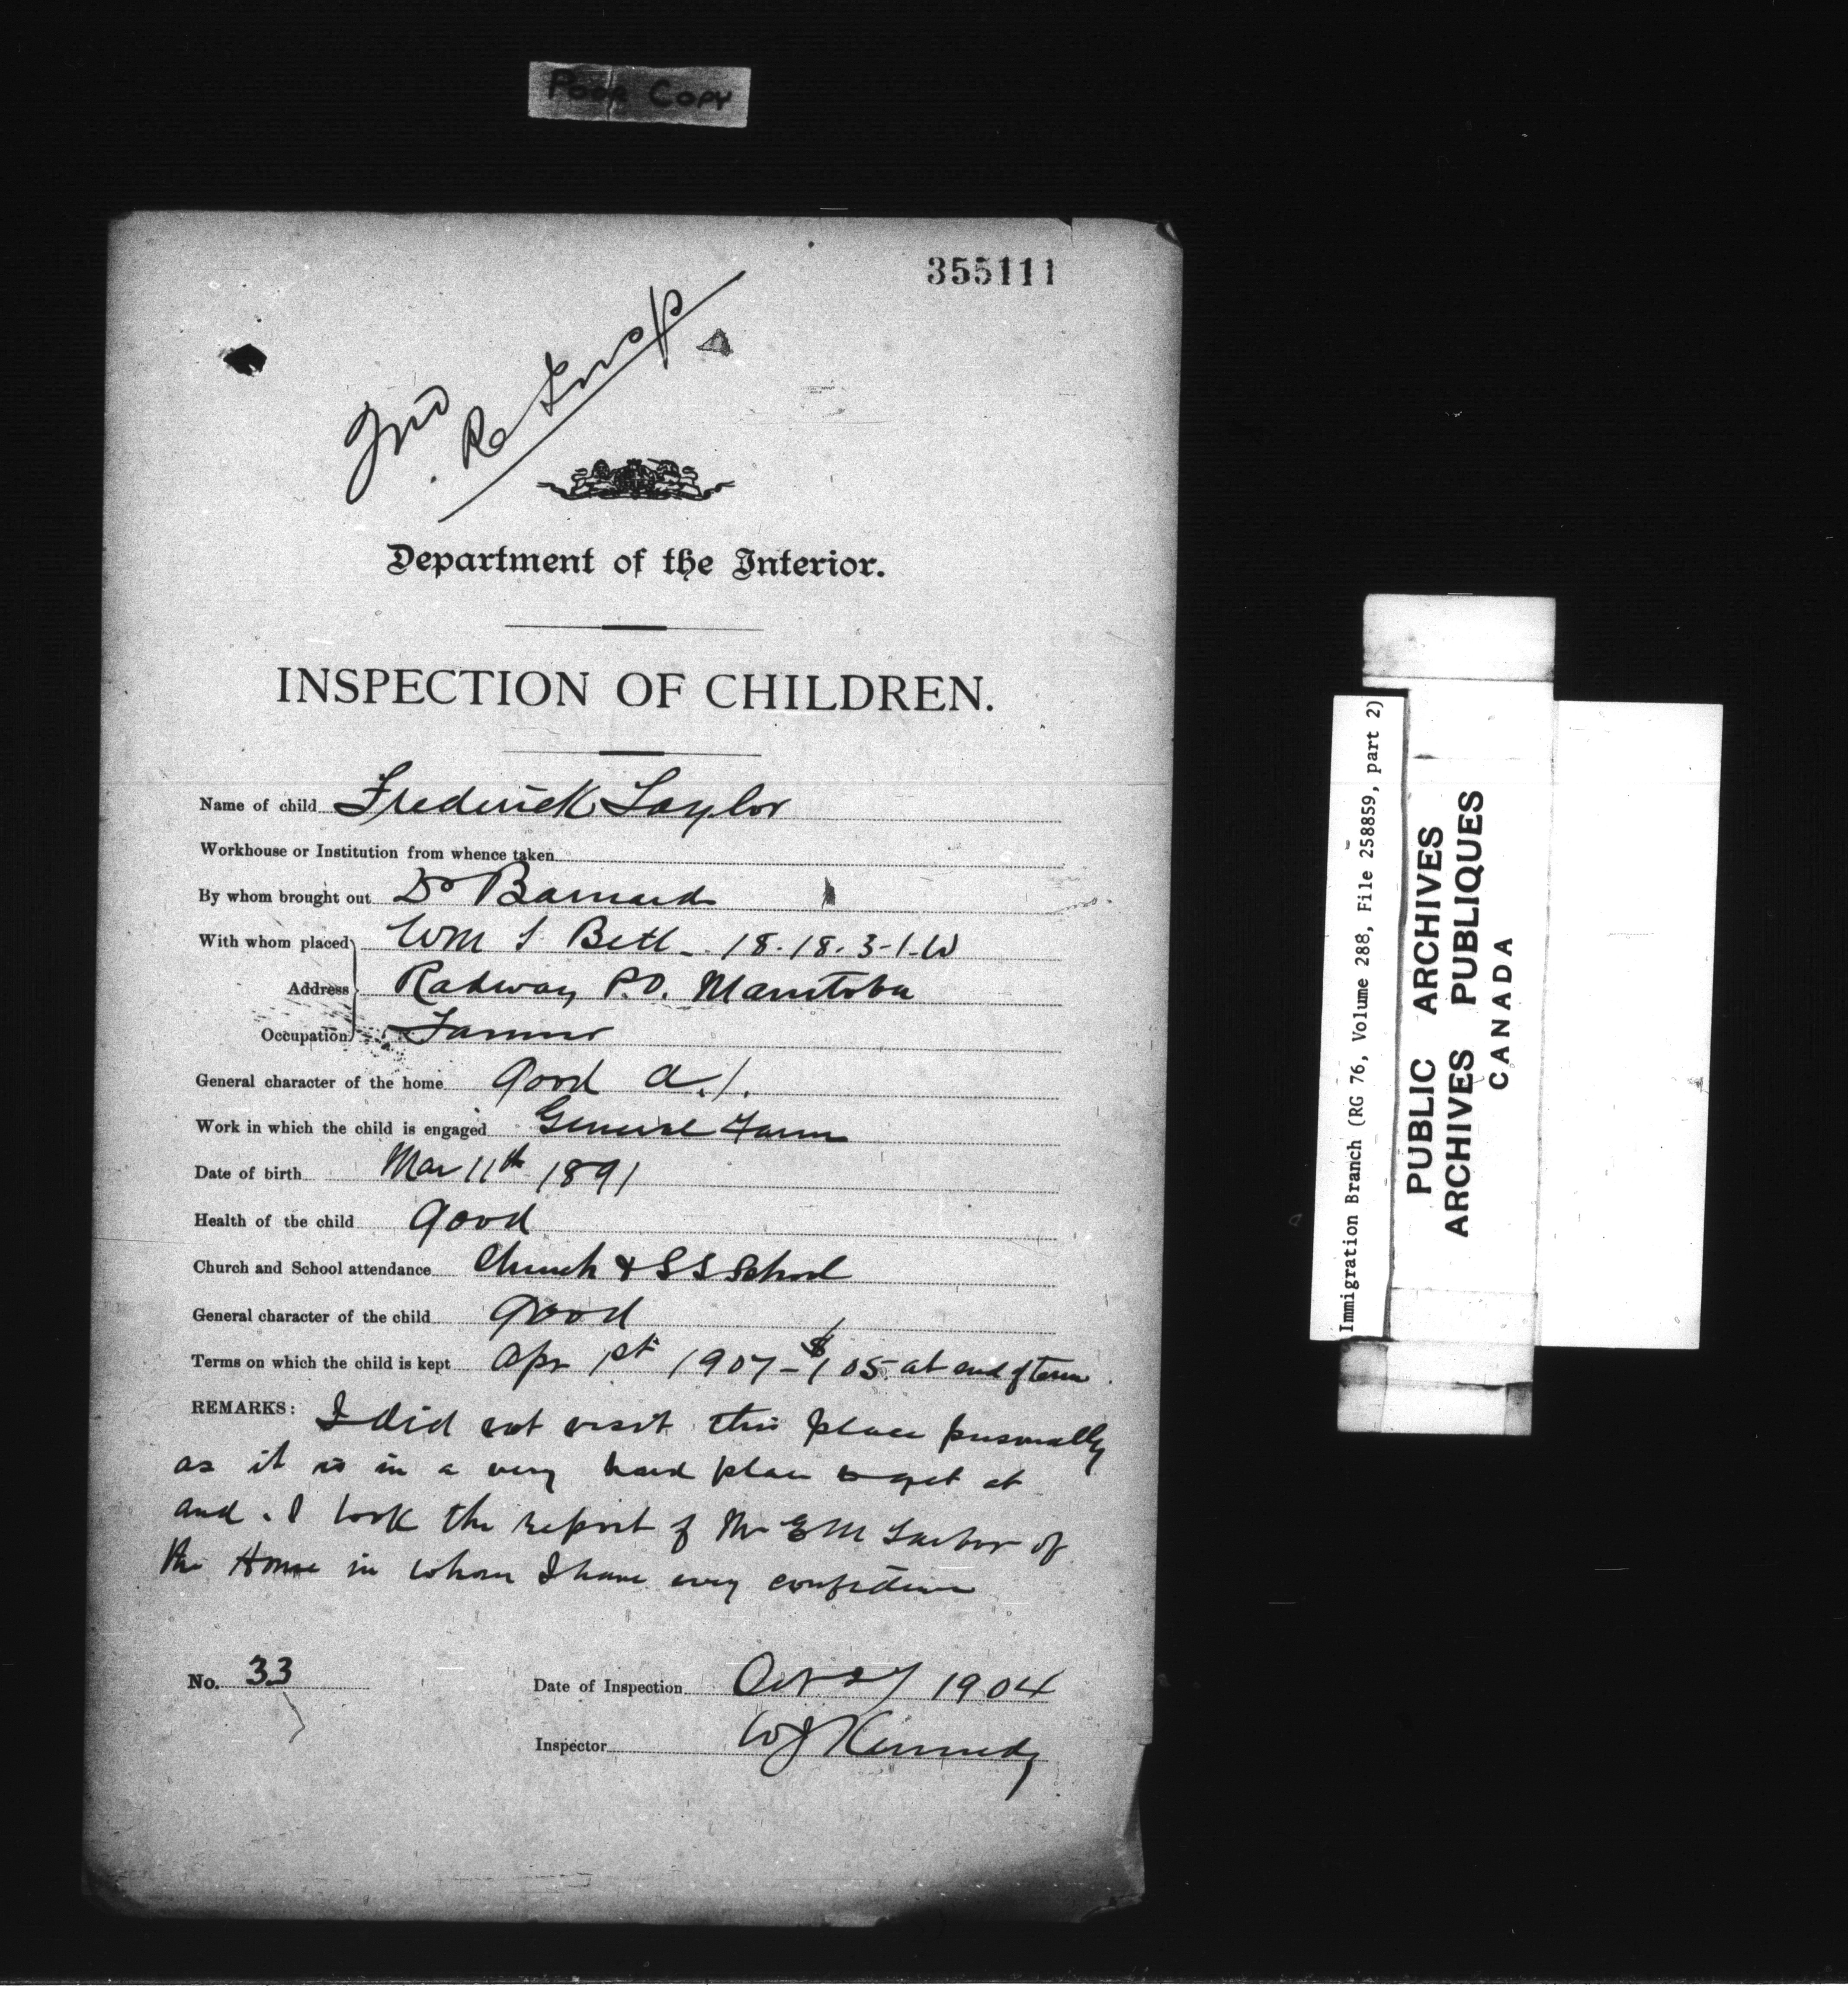 POOR COPY
355111
Department of the Interior.
INSPECTION OF CHILDREN.
Name of child Frederick Taylor
Workhouse or Institution from whence taken
By whom brought out Dr Barnardo
With whom placed Wm S Bell - 18.18.3-1-W
Address Radway P.O. Manitoba
Occupation Farmer
General character of the home good A.1.
Work in which the child is engaged General Farm
Date of birth Mar 11th 1891
Health of the child good
Church and School attendance Church & SS School
General character of the child good
Terms on which the child is kept Apr 1st 1907 - $105 at end of term.
REMARKS: I did not visit this place personally
as it is in a very hard place to get at
and. I took the report of Mr E M of
the Home in whom I have every confidence
No. 33
Date of Inspection Oct 27 1904
Inspector WJ Kennedy
Immigration Branch (RG 76, Volume 288, File 258859, part 2)
PUBLIC ARCHIVES
ARCHIVES PUBLIQUES
CANADA